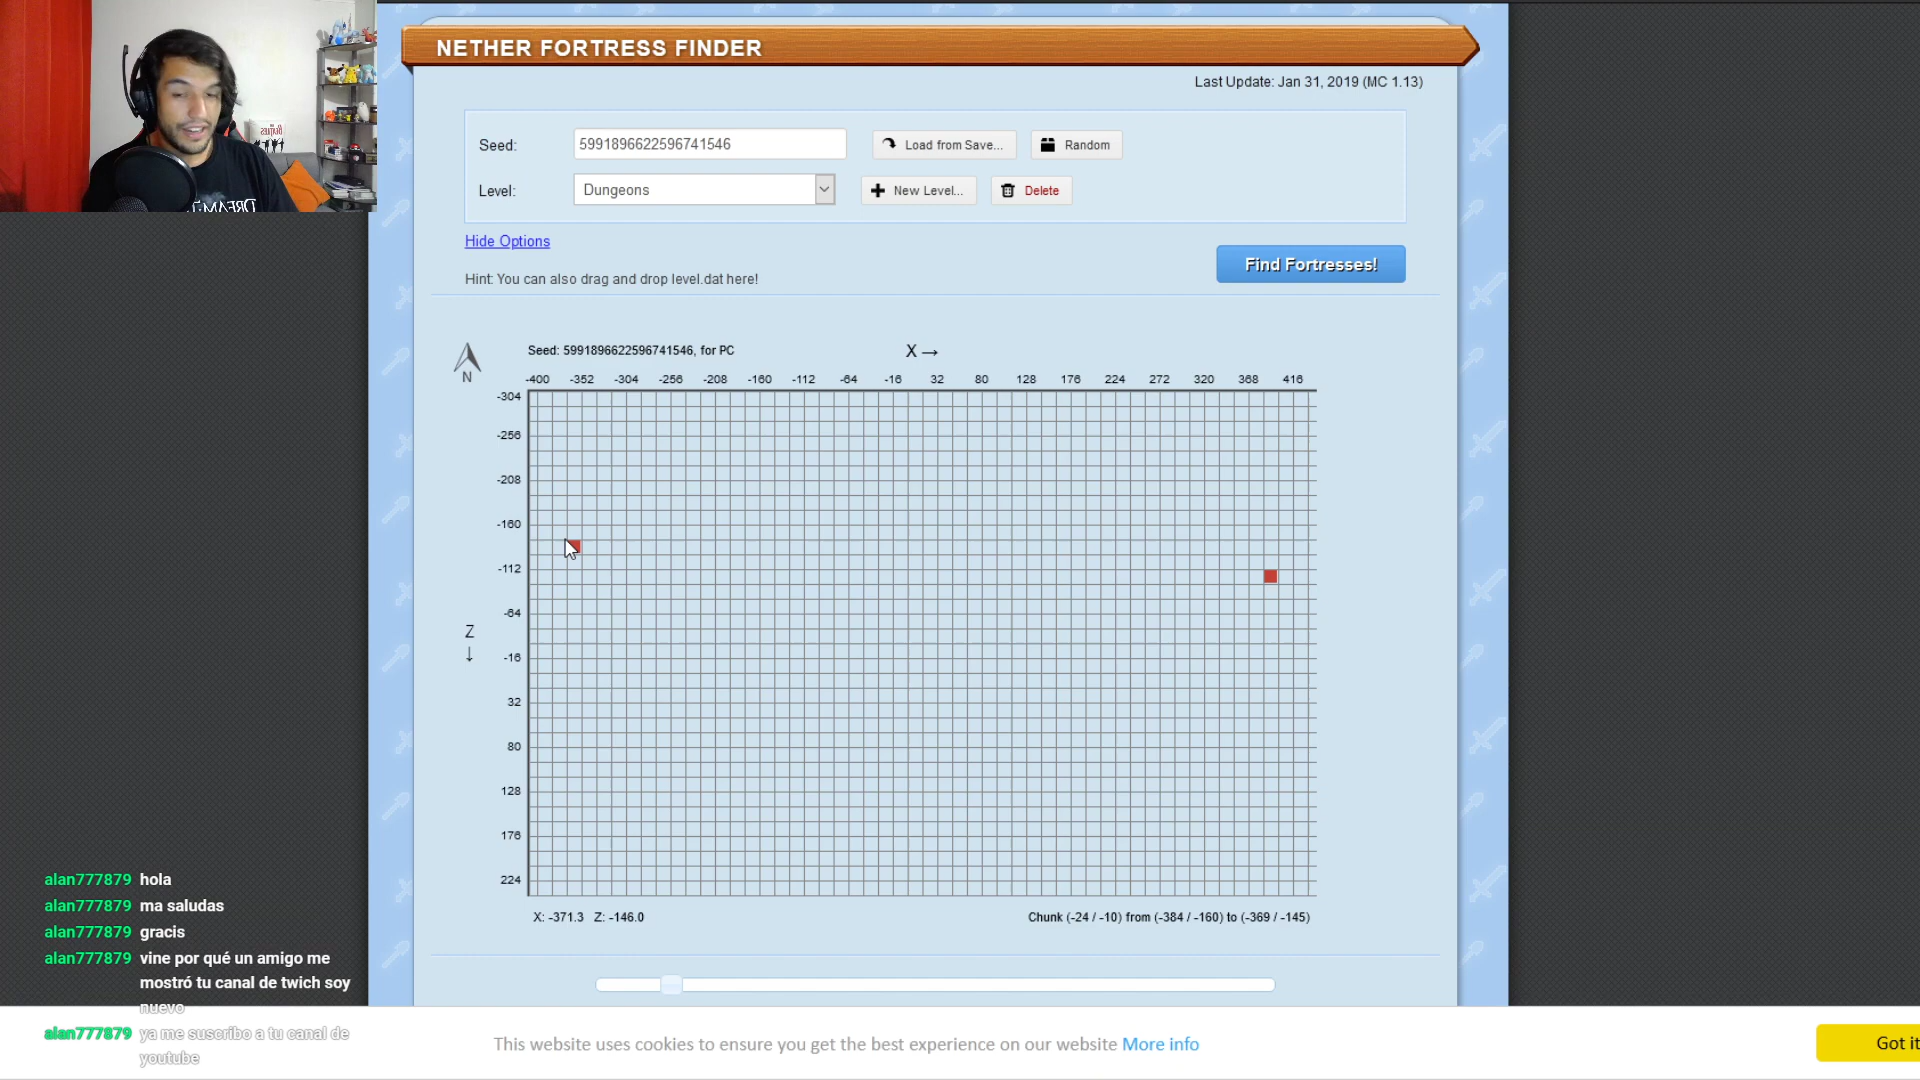 NETHER FORTRESS FINDER
Last Update: Jan 31, 2019 (MC 1.13)
Seed: 5991896622596741546 Load from Save... Random
Level: Dungeons New Level... Delete
Hide Options
Find Fortresses!
Hint: You can also drag and drop level.dat here!
Seed: 5991896622596741546, for PC
X →
N
-400 -352 -304 -256 -208 -160 -112 -64 -16 32 80 128 176 224 272 320 368 416
-304
-256
-208
-160
-112
-64
Z
↓
-16
32
80
128
176
224
X: -371.3 Z: -146.0
Chunk (-24 / -10) from (-384 / -160) to (-369 / -145)
alan777879 hola
alan777879 ma saludas
alan777879 gracis
alan777879 vine por qué un amigo me
mostró tu canal de twich soy
nuevo
alan777879 ya me suscribo a tu canal de
youtube
This website uses cookies to ensure you get the best experience on our website More info
Got it